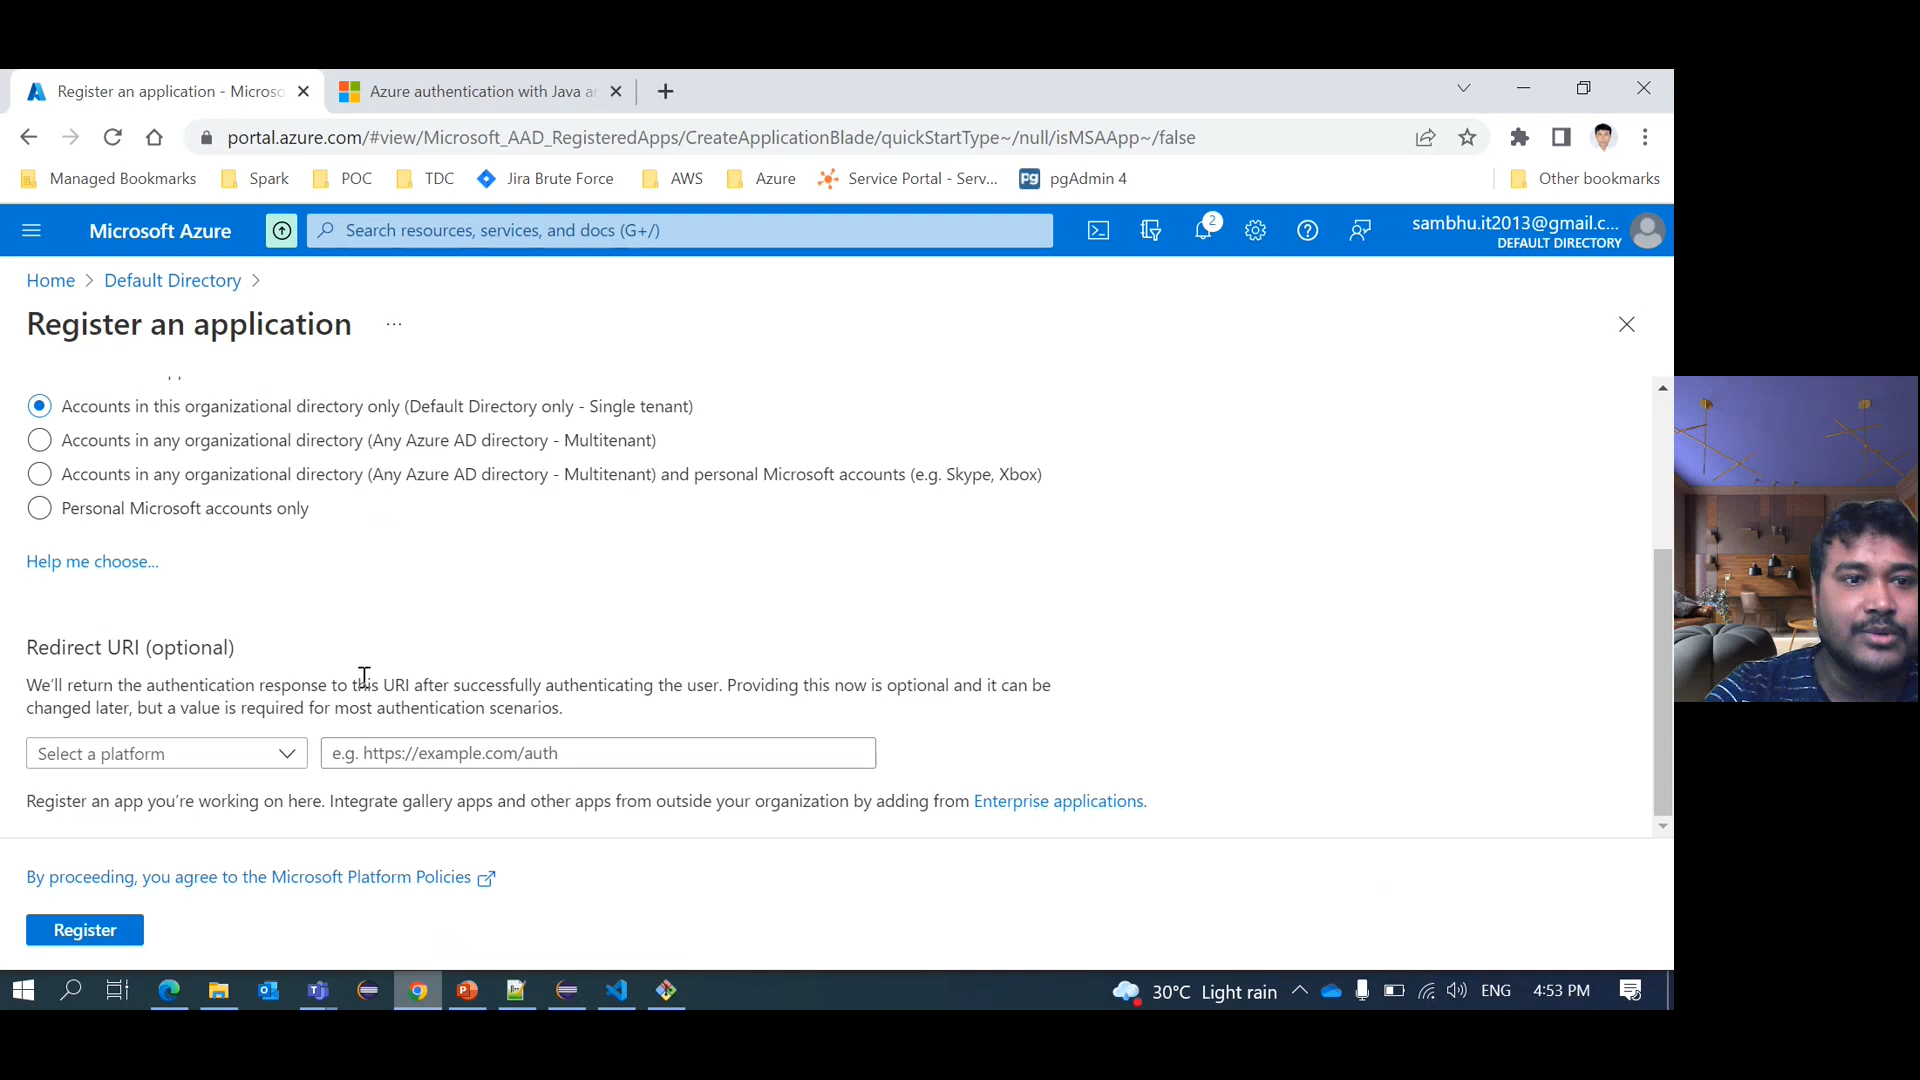 Register an application - Microso
Azure authentication with Java a
portal.azure.com/#view/Microsoft_AAD_RegisteredApps/CreateApplicationBlade/quickStartType~/null/isMSAApp~/false
Managed Bookmarks
Spark
POC
TDC
Jira Brute Force
AWS
Azure
Service Portal - Serv...
pg
pgAdmin 4
Other bookmarks
Microsoft Azure
Search resources, services, and docs (G+/)
2
sambhu.it2013@gmail.c...
DEFAULT DIRECTORY
Home > Default Directory >
Register an application ...
Accounts in this organizational directory only (Default Directory only - Single tenant)
Accounts in any organizational directory (Any Azure AD directory - Multitenant)
Accounts in any organizational directory (Any Azure AD directory - Multitenant) and personal Microsoft accounts (e.g. Skype, Xbox)
Personal Microsoft accounts only
Help me choose...
Redirect URI (optional)
We'll return the authentication response to this URI after successfully authenticating the user. Providing this now is optional and it can be
changed later, but a value is required for most authentication scenarios.
Select a platform
e.g. https://example.com/auth
Register an app you're working on here. Integrate gallery apps and other apps from outside your organization by adding from Enterprise applications.
By proceeding, you agree to the Microsoft Platform Policies
Register
30°C Light rain
ENG
4:53 PM